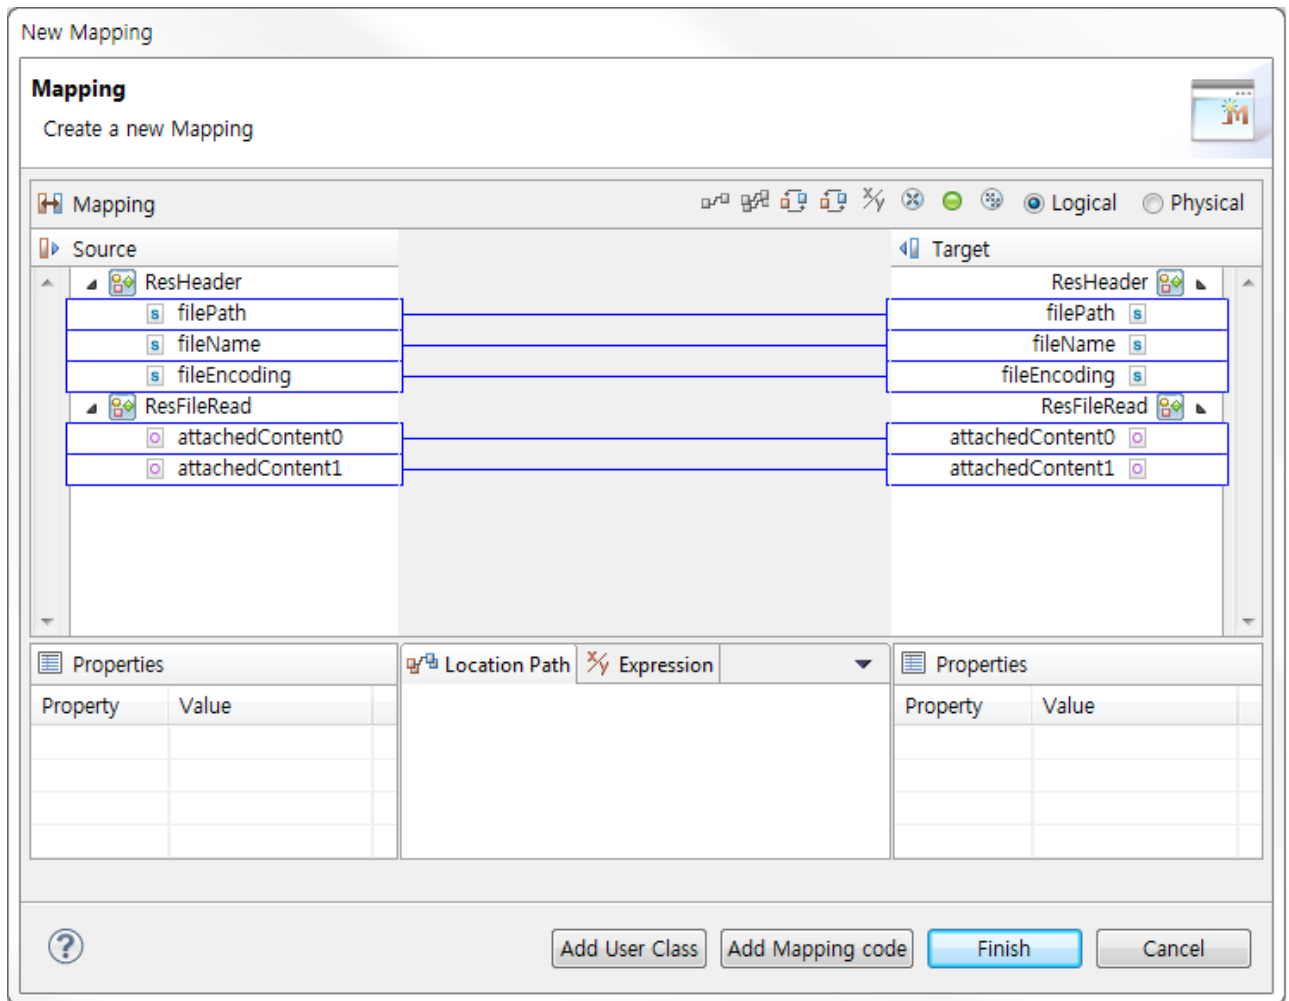 New Mapping
Mapping
Create a new Mapping
Mapping
Logical
Physical
Source
Target
ResHeader
ResHeader
s filePath
filePath s
s fileName
fileName s
s fileEncoding
fileEncoding s
ResFileRead
ResFileRead
attachedContent0
attachedContent0
attachedContent1
attachedContent1
Properties
Location Path
X/y Expression
Properties
Property Value
Property Value
?
Add User Class
Add Mapping code
Finish
Cancel